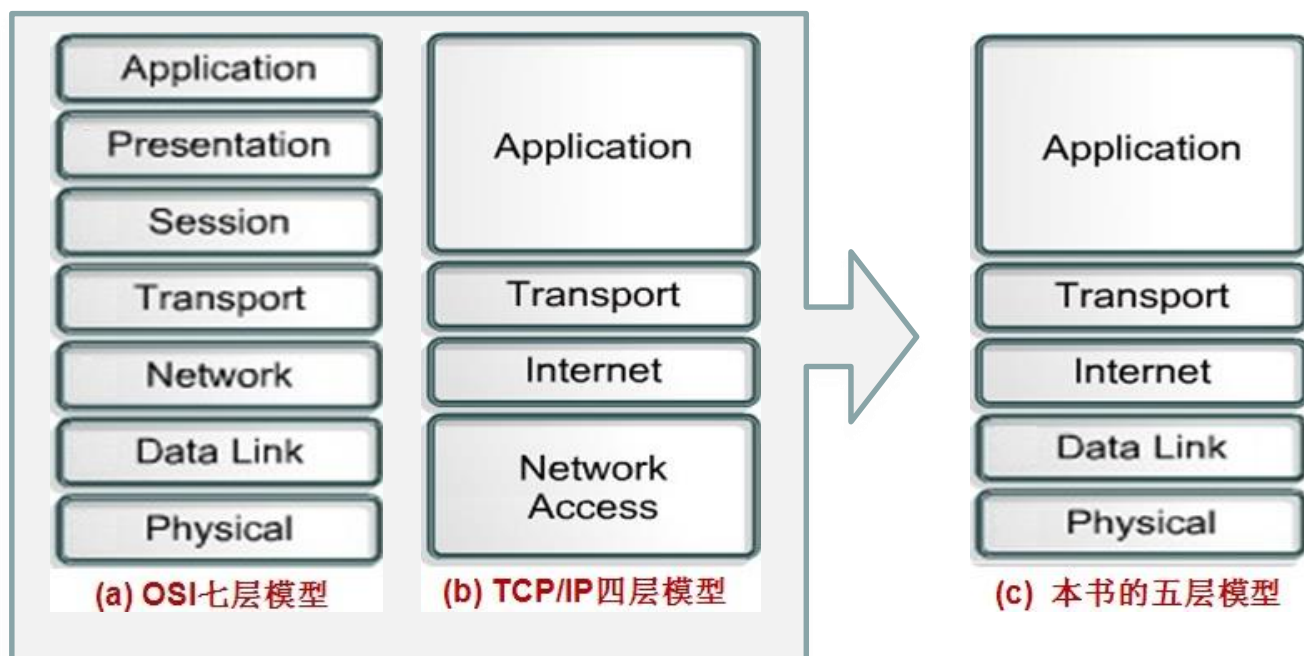 Application
Presentation
Session
Transport
Network
Data Link
Physical
(a) OSI七层模型
Application
Transport
Internet
Network
Access
(b) TCP/IP四层模型
Application
Transport
Internet
Data Link
Physical
(c) 本书的五层模型